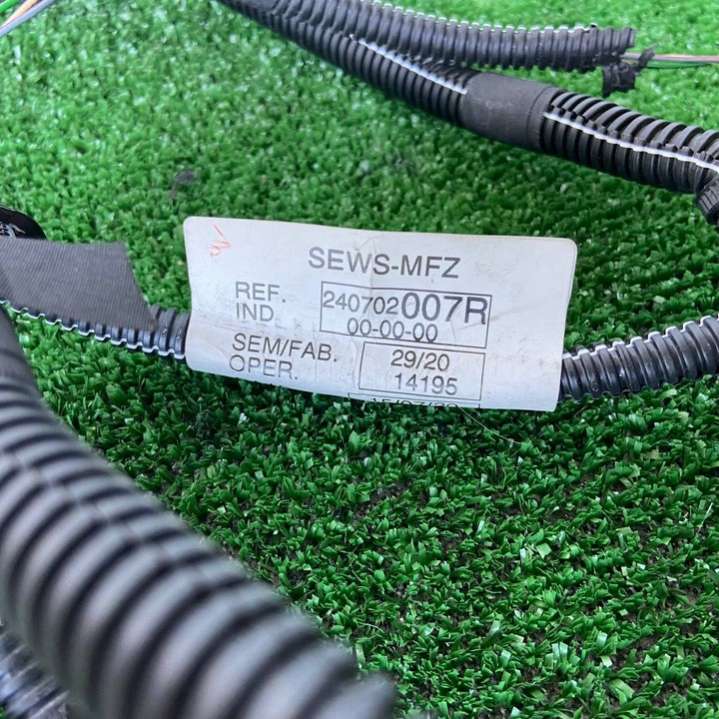 SEWS-MFZ
REF. 240702007R
IND. 00-00-00
SEM/FAB. 29/20
OPER. 14195